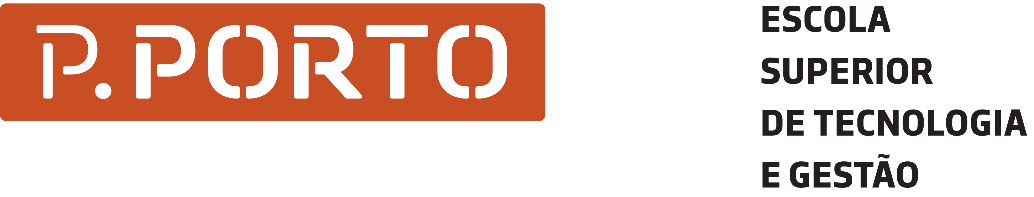 P.PORTO
ESCOLA
SUPERIOR
DE TECNOLOGIA
E GESTÃO